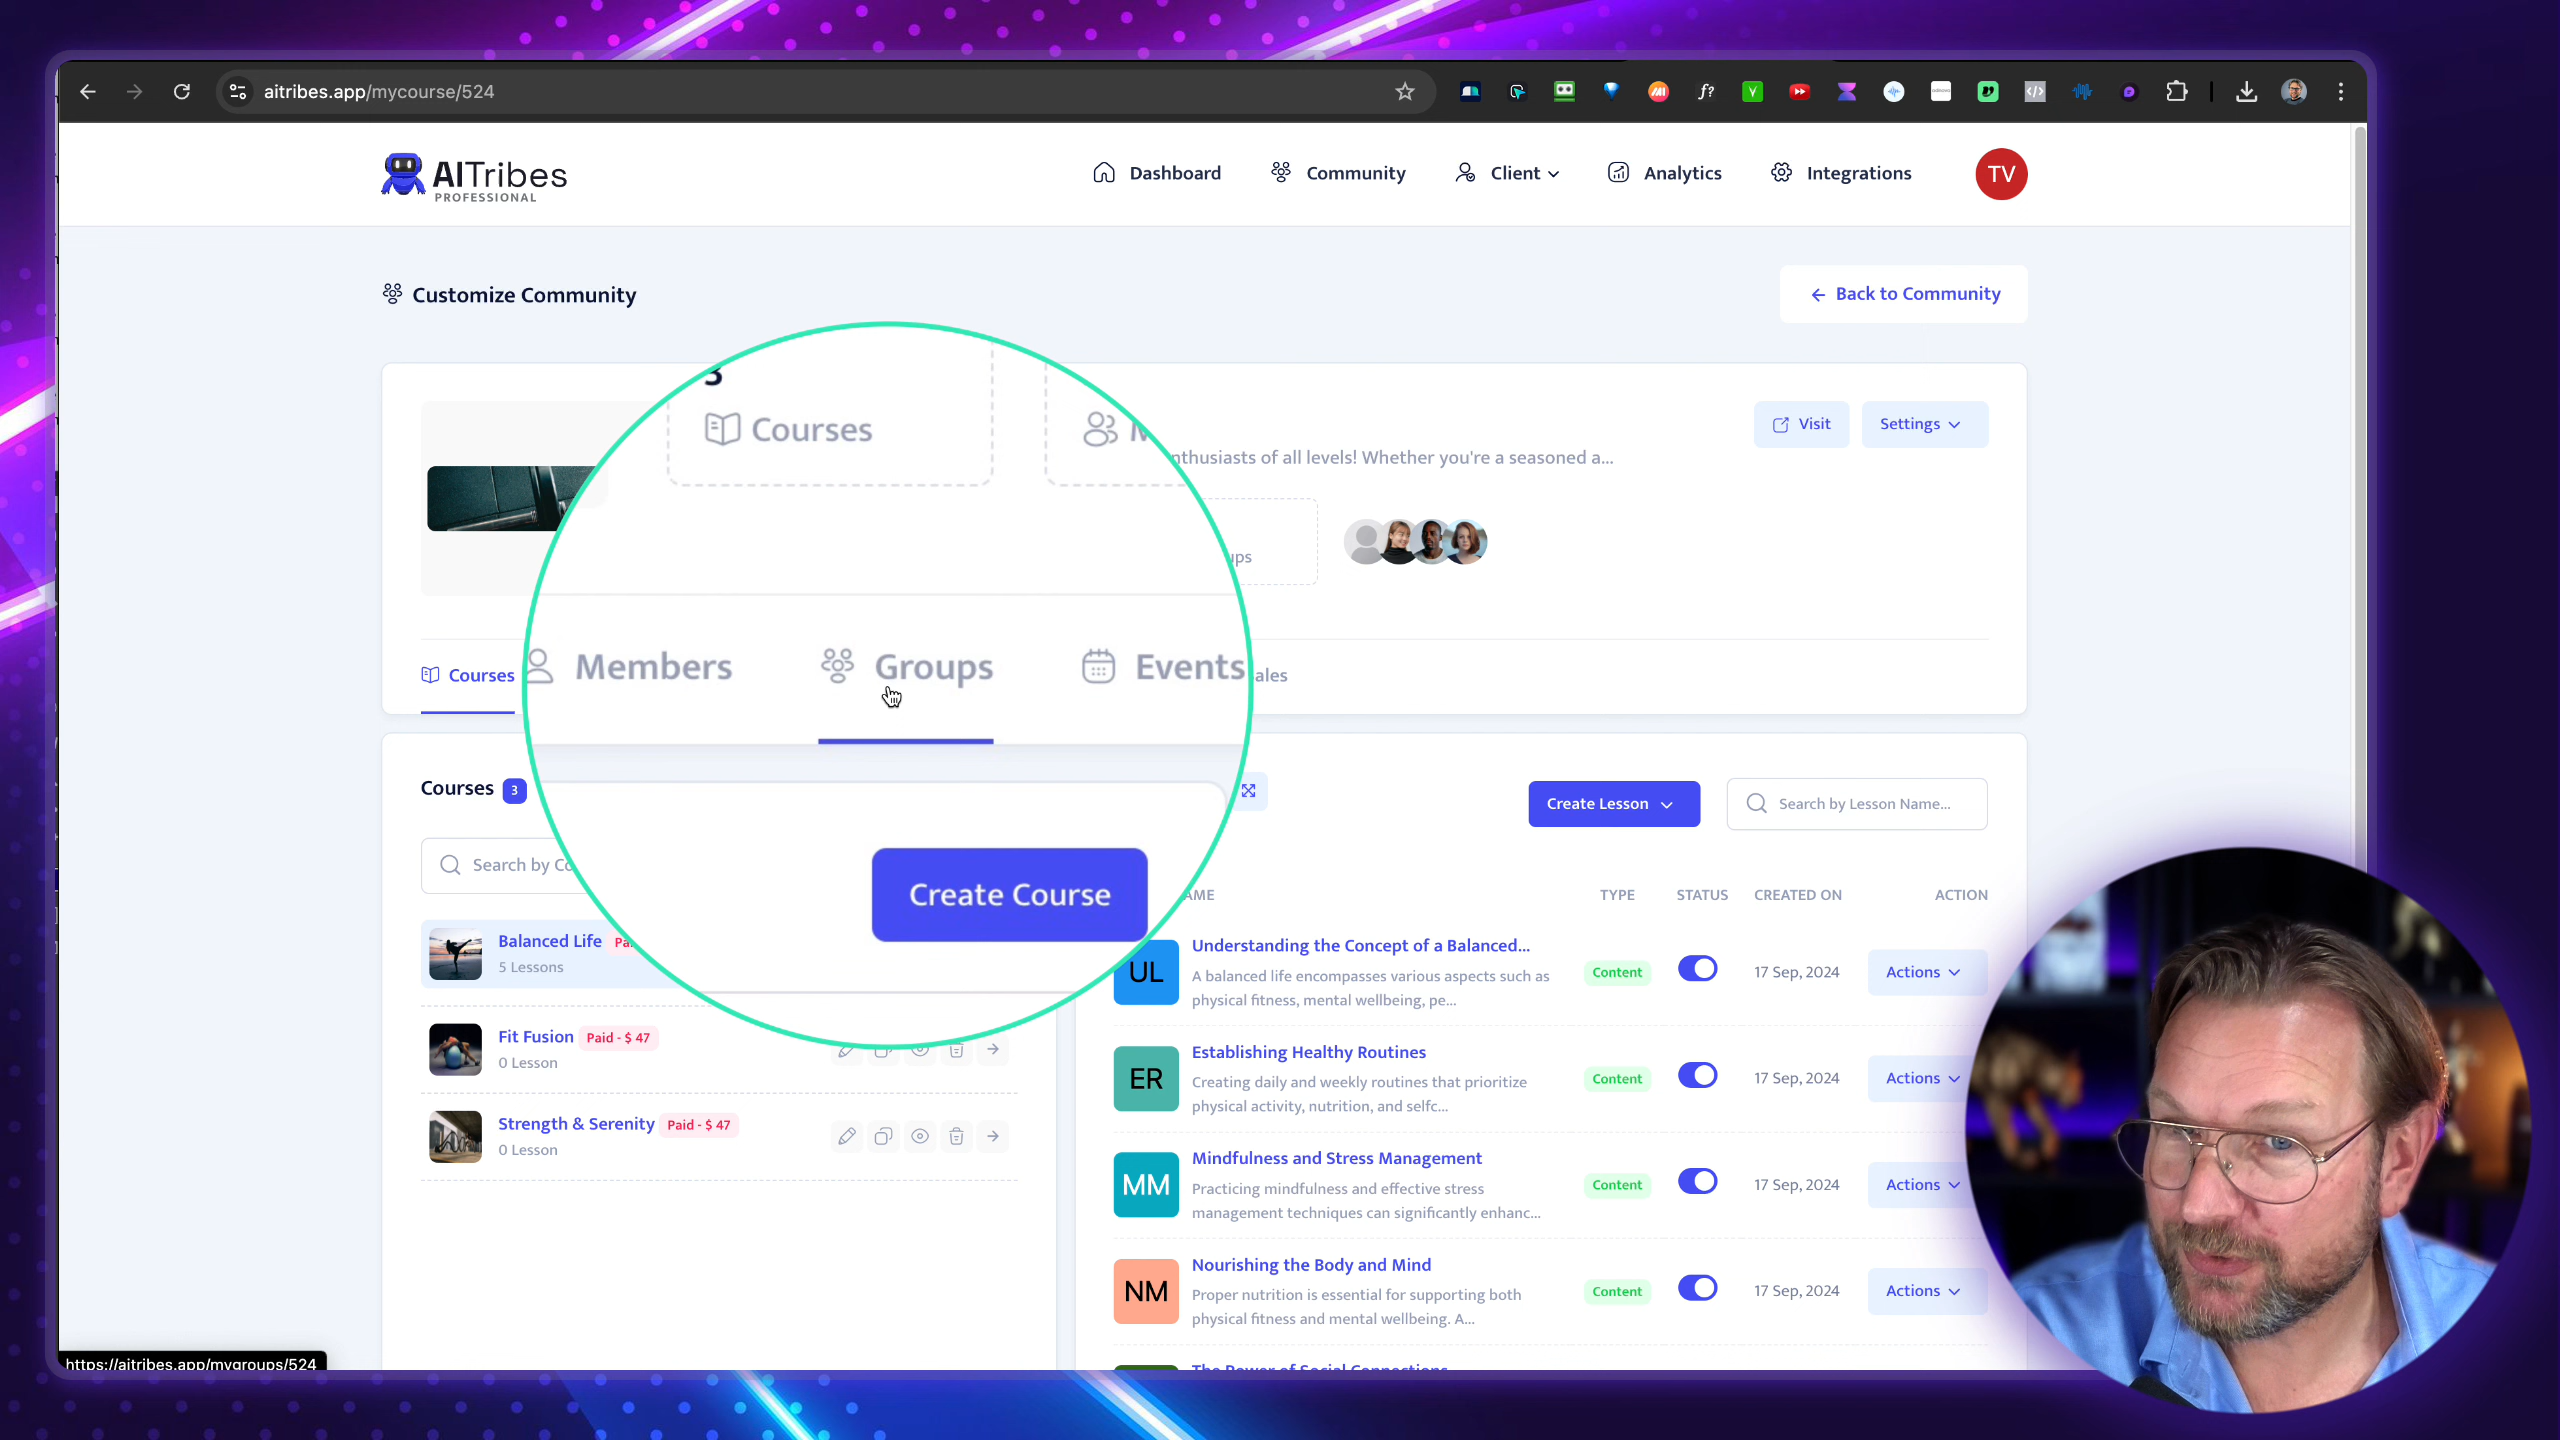 aitribes.app/mycourse/524
AITribes
PROFESSIONAL
Dashboard
Community
Client
Analytics
Integrations
TV
Customize Community
Back to Community
Courses
Visit
Settings
nthusiasts of all levels! Whether you're a seasoned a...
Courses
Members
Groups
Events
Courses 3
Search by
Create Course
Create Lesson
Search by Lesson Name...
TYPE
STATUS
CREATED ON
ACTION
Balanced Life
5 Lessons
Fit Fusion Paid - $ 47
0 Lesson
Strength & Serenity Paid - $ 47
0 Lesson
UL
Understanding the Concept of a Balanced...
A balanced life encompasses various aspects such as
physical fitness, mental wellbeing, pe...
Content
17 Sep, 2024
Actions
ER
Establishing Healthy Routines
Creating daily and weekly routines that prioritize
physical activity, nutrition, and selfc...
Content
17 Sep, 2024
Actions
MM
Mindfulness and Stress Management
Practicing mindfulness and effective stress
management techniques can significantly enhanc...
Content
17 Sep, 2024
Actions
NM
Nourishing the Body and Mind
Proper nutrition is essential for supporting both
physical fitness and mental wellbeing. A...
Content
17 Sep, 2024
Actions
The Power of Social Connections
https://aitribes.app/mygroups/524